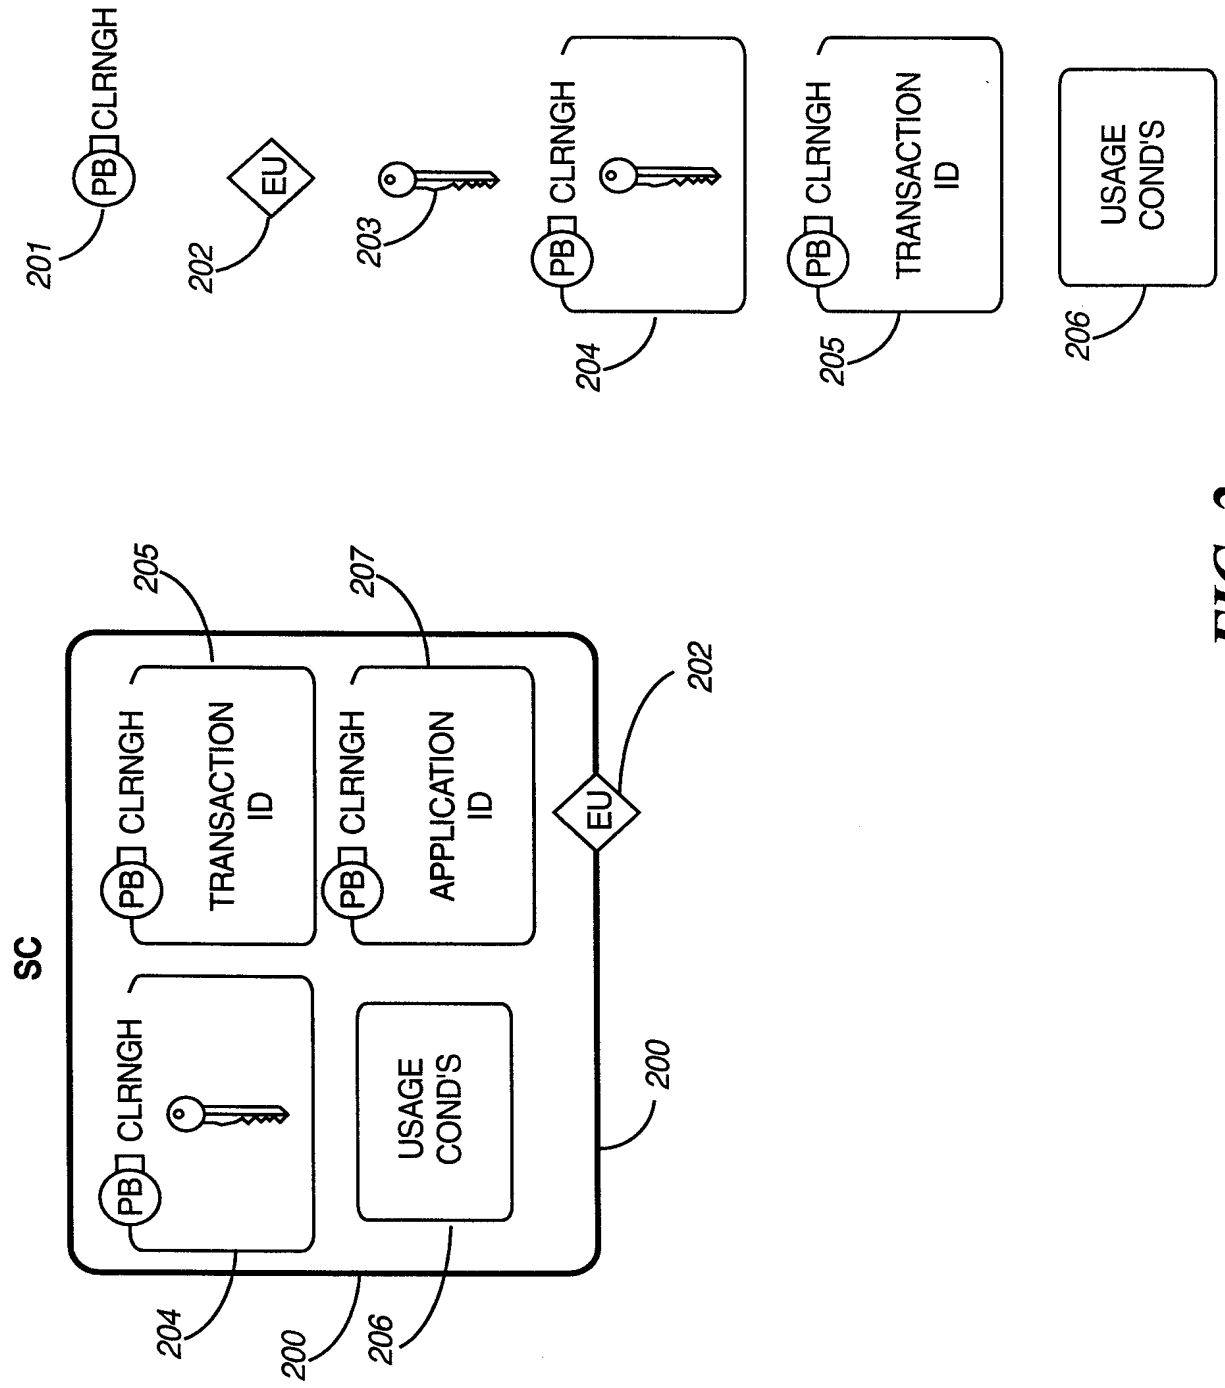 SC
204
PB CLRNGH
PB CLRNGH
205
TRANSACTION
ID
200
206
USAGE
COND'S
PB CLRNGH
207
APPLICATION
ID
EU
200
202
201
PB CLRNGH
202
EU
203
204
PB CLRNGH
205
PB CLRNGH
TRANSACTION
ID
206
USAGE
COND'S
FIG.